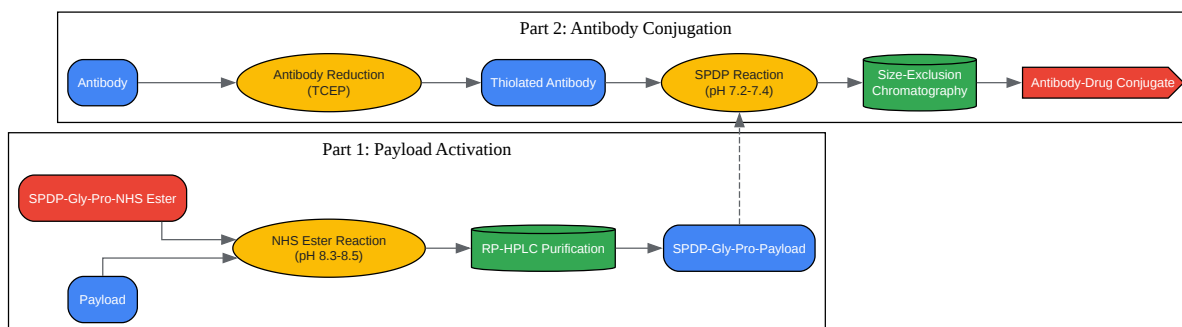 Part 2: Antibody Conjugation
Antibody
Antibody Reduction
(TCEP)
Thiolated Antibody
SPDP Reaction
(pH 7.2-7.4)
Size-Exclusion
Chromatography
Antibody-Drug Conjugate
Part 1: Payload Activation
SPDP-Gly-Pro-NHS Ester
Payload
NHS Ester Reaction
(pH 8.3-8.5)
RP-HPLC Purification
SPDP-Gly-Pro-Payload